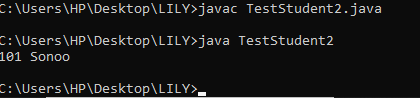 C:\Users\HP\Desktop\LILY>javac TestStudent2.java
C:\Users\HP\Desktop\LILY>java TestStudent2
101 Sonoo
C:\Users\HP\Desktop\LILY>